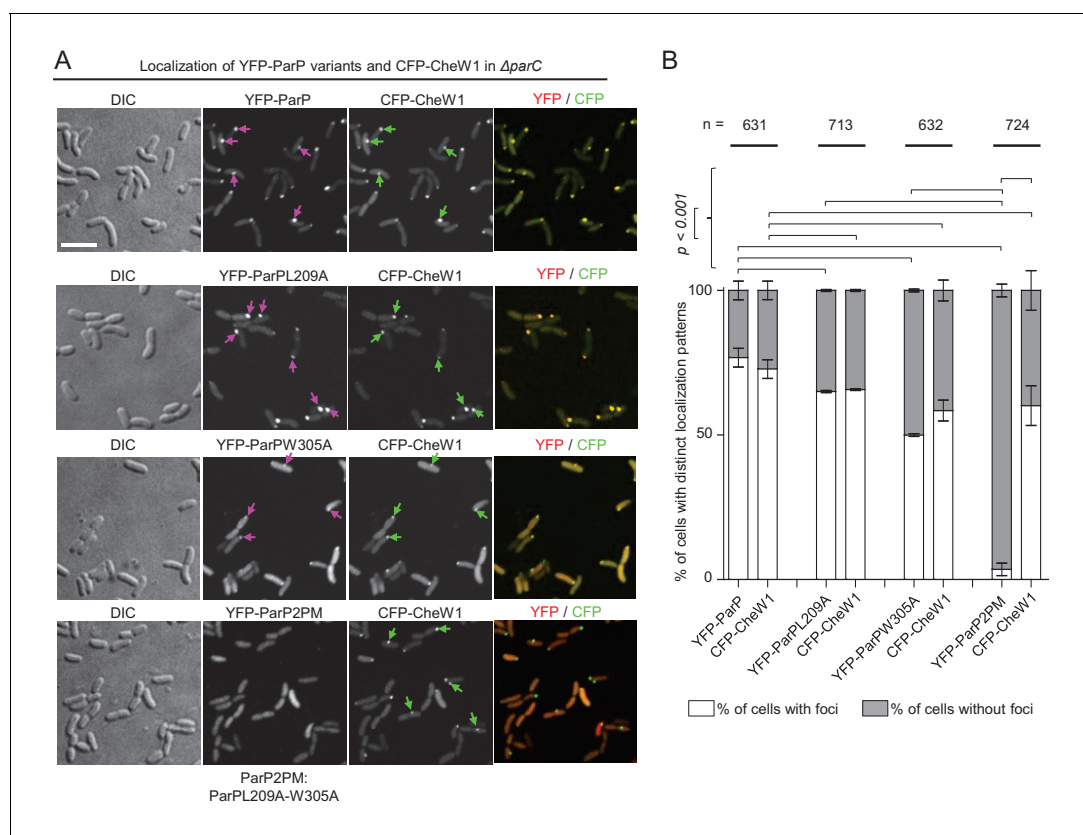 A
Localization of YFP-ParP variants and CFP-CheW1 in ΔparC
DIC YFP-ParP CFP-CheW1 YFP / CFP
DIC YFP-ParPL209A CFP-CheW1 YFP / CFP
DIC YFP-ParPW305A CFP-CheW1 YFP / CFP
DIC YFP-ParP2PM CFP-CheW1 YFP / CFP
ParP2PM:
ParPL209A-W305A
B
n = 631 713 632 724
p < 0.001
% of cells with distinct localization patterns
100
50
0
YFP-ParP
CFP-CheW1
YFP-ParPL209A
CFP-CheW1
YFP-ParPW305A
CFP-CheW1
YFP-ParP2PM
CFP-CheW1
% of cells with foci % of cells without foci